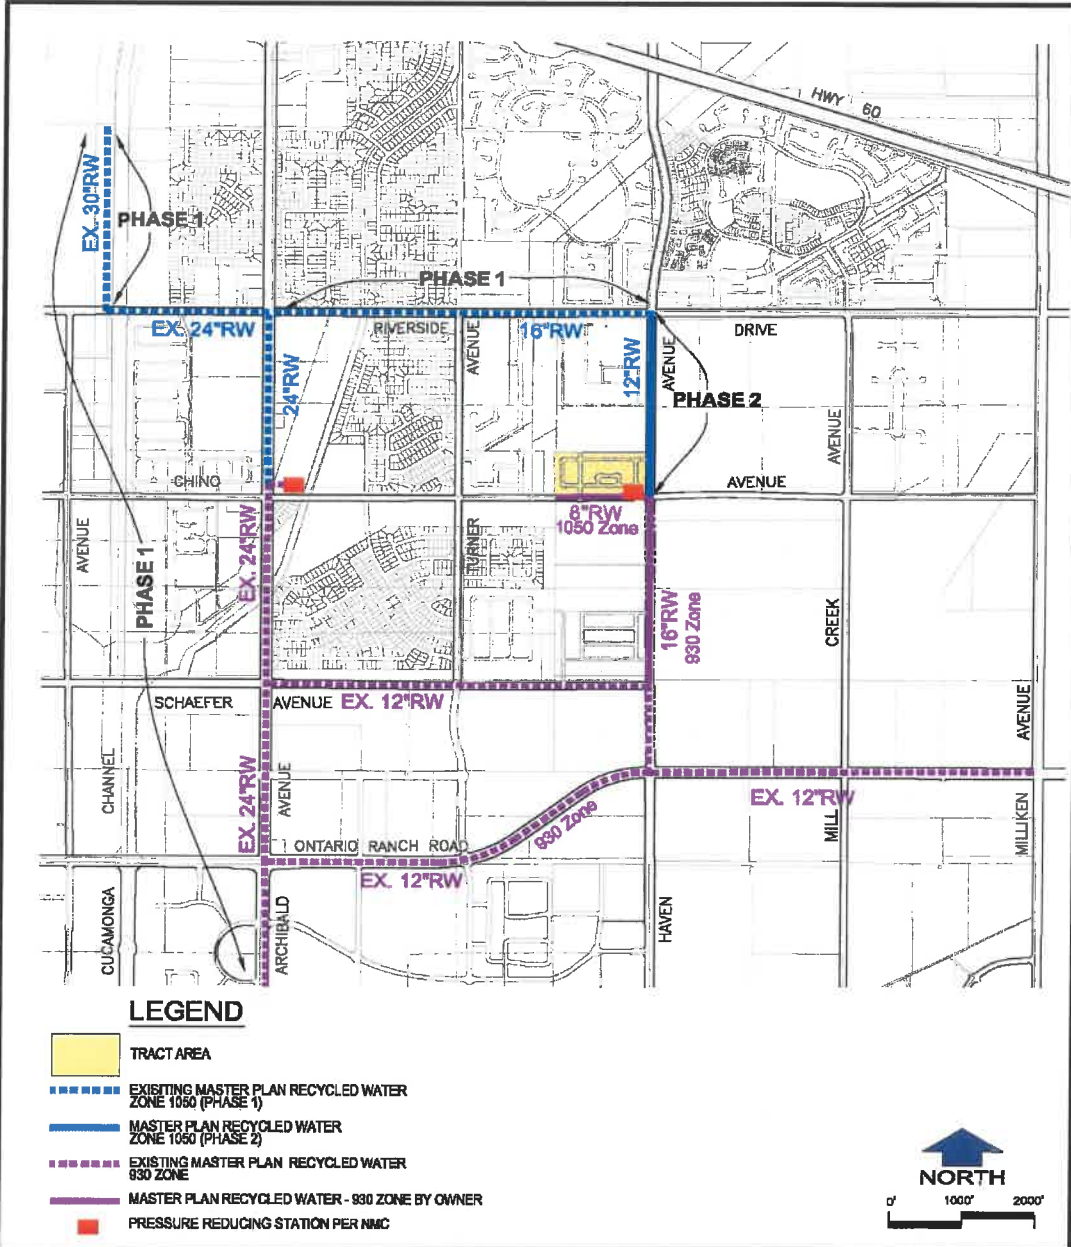 HWY 60
EX. 30"RW
PHASE 1
PHASE 1
EX. 24"RW
RIVERSIDE
16"RW
DRIVE
24"RW
AVENUE
12"RW
AVENUE
PHASE 2
AVENUE
CHINO
AVENUE
8"RW
1050 Zone
AVENUE
PHASE 1
EX. 24"RW
TURNER
16"RW
930 Zone
CREEK
SCHAEFER
AVENUE
EX. 12"RW
AVENUE
CHANNEL
EX. 24"RW
AVENUE
930 Zone
EX. 12"RW
MILL
MILLIKEN
ONTARIO RANCH ROAD
EX. 12"RW
CUCAMONGA
ARCHIBALD
HAVEN
LEGEND
TRACT AREA
EXISITING MASTER PLAN RECYCLED WATER
ZONE 1050 (PHASE 1)
MASTER PLAN RECYCLED WATER
ZONE 1050 (PHASE 2)
EXISTING MASTER PLAN RECYCLED WATER
930 ZONE
MASTER PLAN RECYCLED WATER - 930 ZONE BY OWNER
PRESSURE REDUCING STATION PER NMC
NORTH
0' 1000' 2000'